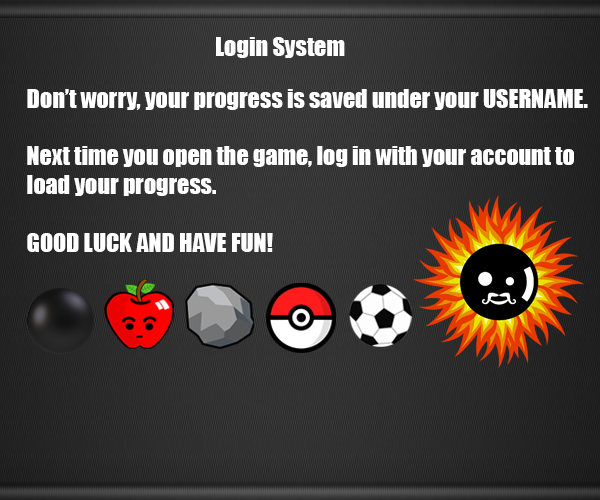 Login System
Don't worry, your progress is saved under your USERNAME.
Next time you open the game, log in with your account to
load your progress.
GOOD LUCK AND HAVE FUN!